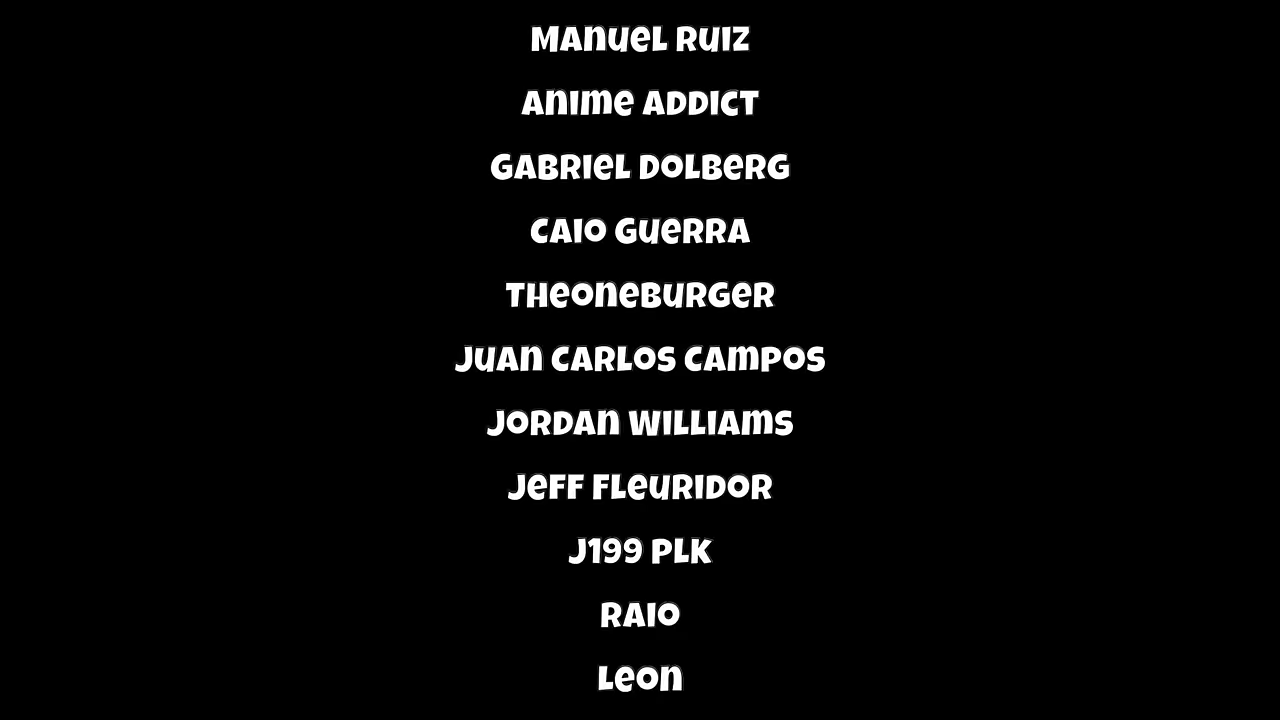 Manuel Ruiz
Anime Addict
Gabriel Dolberg
Caio Guerra
TheOneBurger
Juan Carlos Campos
Jordan Williams
Jeff Fleuridor
J199 PLK
Raio
Leon